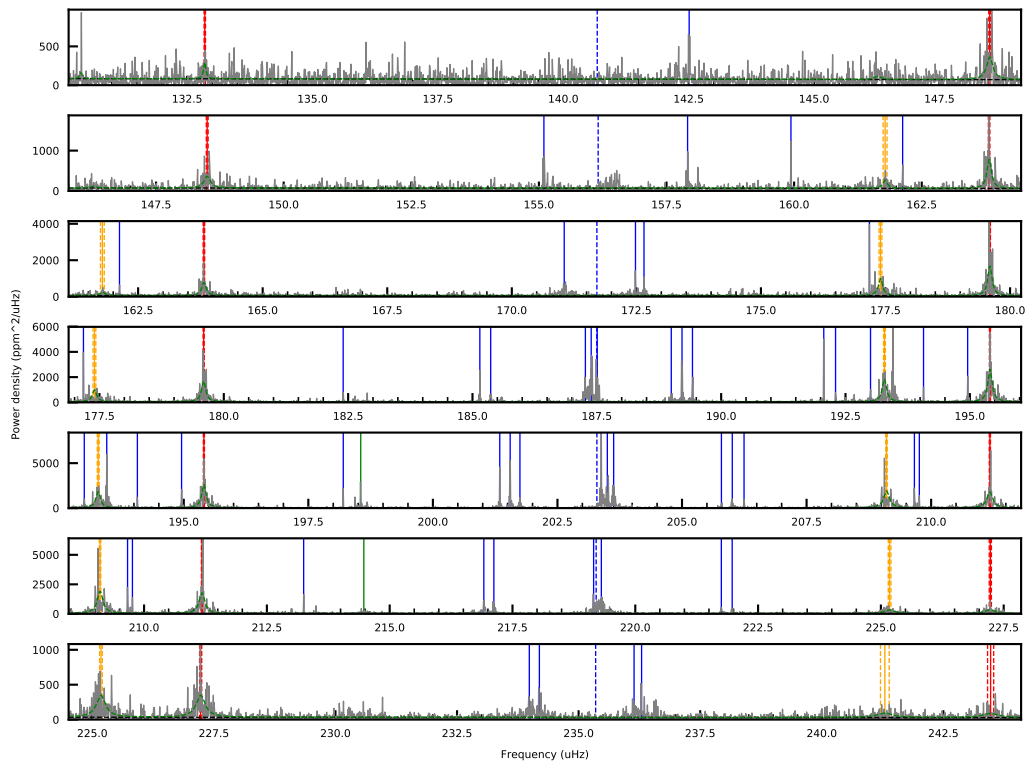 500
0
132.5 135.0 137.5 140.0 142.5 145.0 147.5
1000
0
147.5 150.0 152.5 155.0 157.5 160.0 162.5
4000
2000
0
162.5 165.0 167.5 170.0 172.5 175.0 177.5 180.0
Power density (ppm^2/uHz)
6000
4000
2000
0
177.5 180.0 182.5 185.0 187.5 190.0 192.5 195.0
5000
0
195.0 197.5 200.0 202.5 205.0 207.5 210.0
5000
2500
0
210.0 212.5 215.0 217.5 220.0 222.5 225.0 227.5
1000
500
0
225.0 227.5 230.0 232.5 235.0 237.5 240.0 242.5
Frequency (uHz)